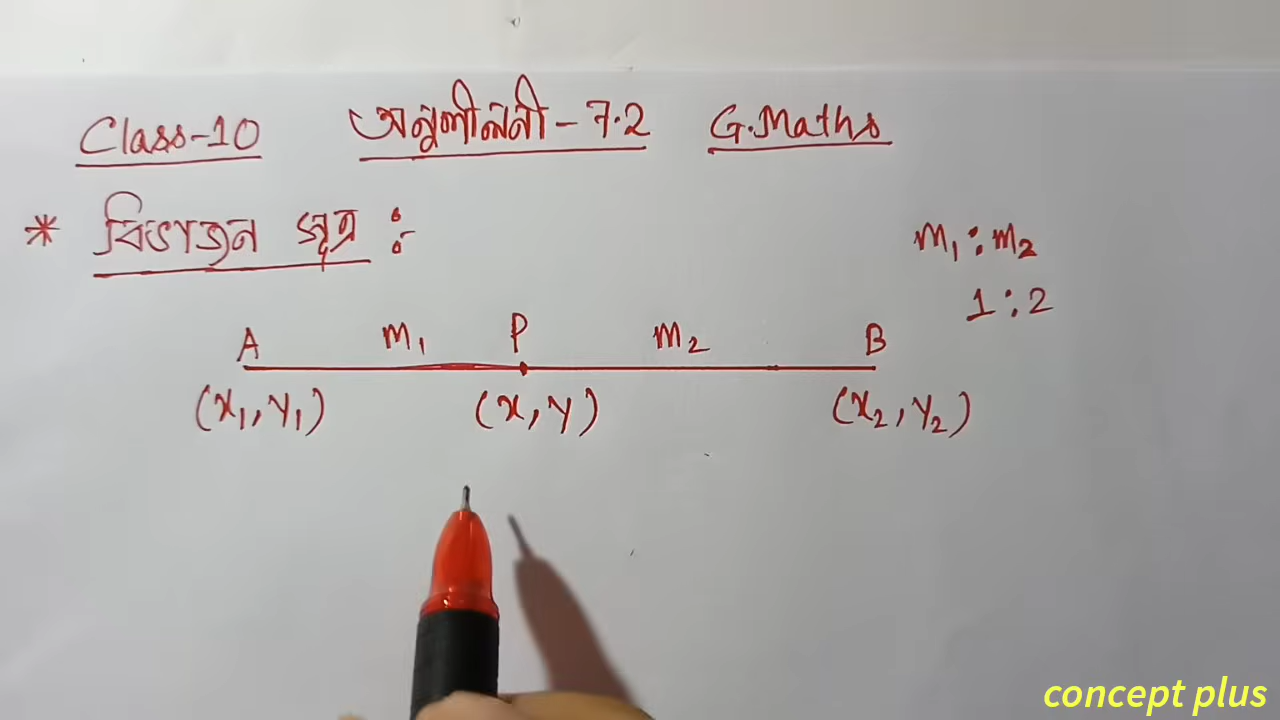 Class-10 অনুশীলনী - 7.2 G.Maths
* বিভাজন সূত্ৰ :
m₁ : m₂
1 : 2
A m₁ P m₂ B
(x₁, y₁) (x, y) (x₂, y₂)
concept plus